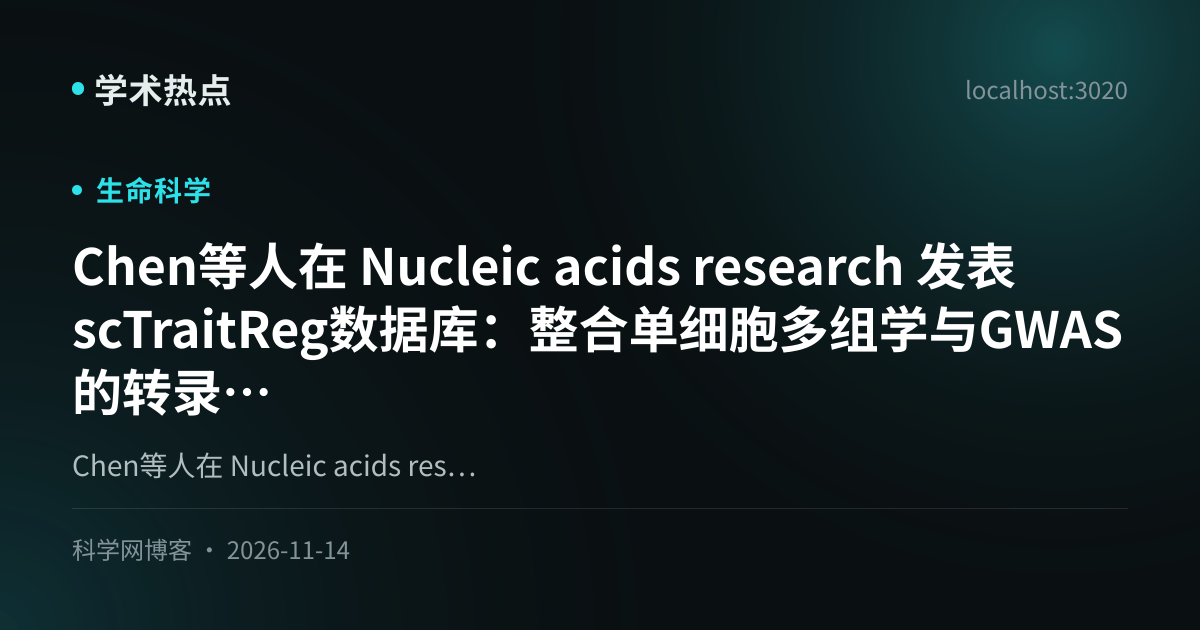 学术热点
localhost:3020
生命科学
Chen等人在 Nucleic acids research 发表
scTraitReg数据库：整合单细胞多组学与GWAS
的转录…
Chen等人在 Nucleic acids res…
科学网博客 · 2026-11-14